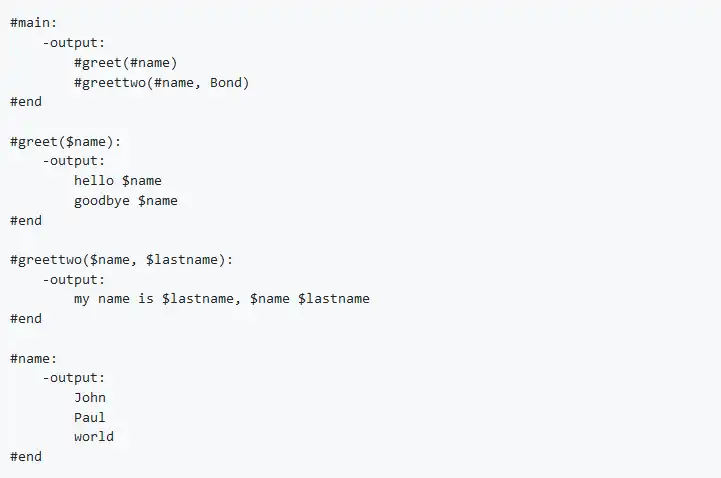 #main:
    -output:
        #greet(#name)
        #greettwo(#name, Bond)
#end

#greet($name):
    -output:
        hello $name
        goodbye $name
#end

#greettwo($name, $lastname):
    -output:
        my name is $lastname, $name $lastname
#end

#name:
    -output:
        John
        Paul
        world
#end